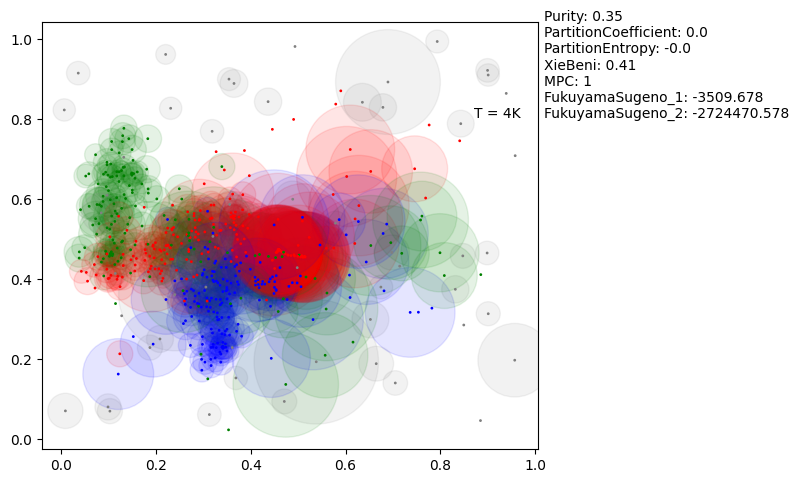 Purity: 0.35
PartitionCoefficient: 0.0
PartitionEntropy: -0.0
XieBeni: 0.41
MPC: 1
FukuyamaSugeno_1: -3509.678
FukuyamaSugeno_2: -2724470.578
T = 4K
1.0
0.8
0.6
0.4
0.2
0.0
0.0 0.2 0.4 0.6 0.8 1.0